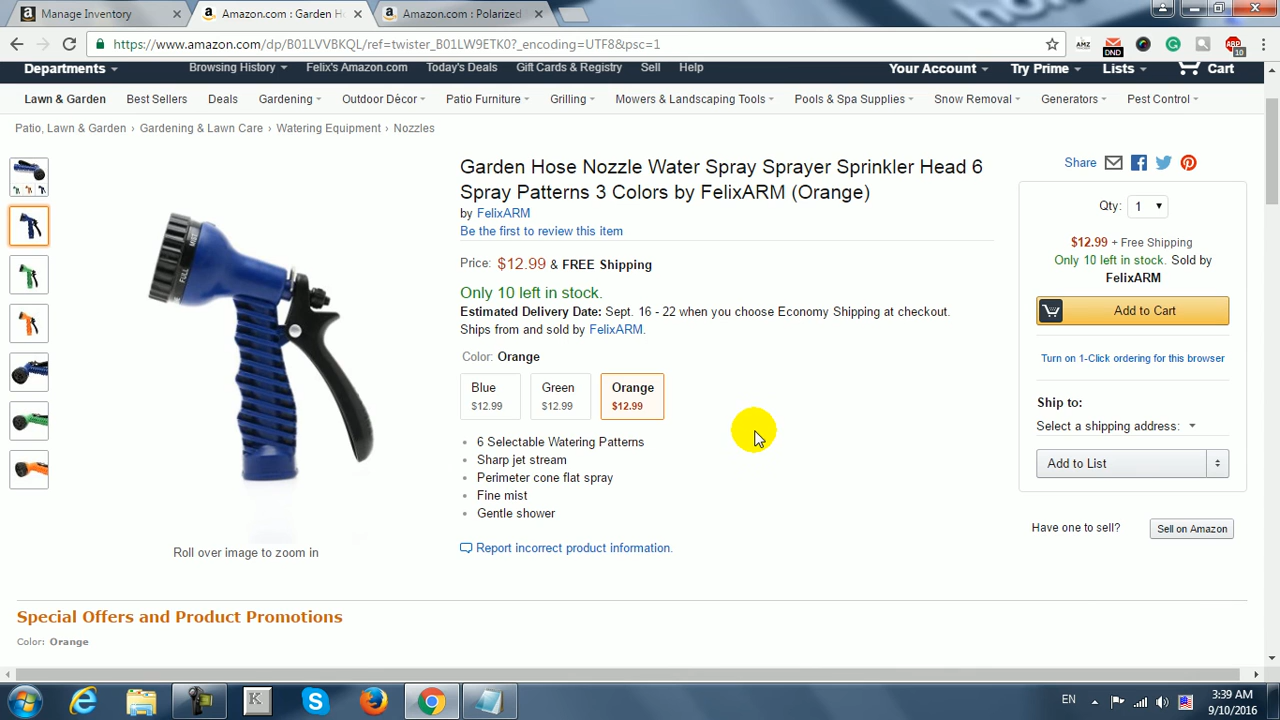 Manage Inventory
Amazon.com : Garden H
Amazon.com : Polarized
https://www.amazon.com/dp/B01LVVBKQL/ref=twister_B01LW9ETK0?_encoding=UTF8&psc=1
AMZ
DND
ABP
10
Departments Browsing History Felix's Amazon.com Today's Deals Gift Cards & Registry Sell Help Your Account Try Prime Lists Cart
Lawn & Garden Best Sellers Deals Gardening Outdoor Décor Patio Furniture Grilling Mowers & Landscaping Tools Pools & Spa Supplies Snow Removal Generators Pest Control
Patio, Lawn & Garden › Gardening & Lawn Care › Watering Equipment › Nozzles
MIST
FULL
Roll over image to zoom in
Garden Hose Nozzle Water Spray Sprayer Sprinkler Head 6
Spray Patterns 3 Colors by FelixARM (Orange)
by FelixARM
Be the first to review this item
Price: $12.99 & FREE Shipping
Only 10 left in stock.
Estimated Delivery Date: Sept. 16 - 22 when you choose Economy Shipping at checkout.
Ships from and sold by FelixARM.
Color: Orange
Blue
$12.99
Green
$12.99
Orange
$12.99
• 6 Selectable Watering Patterns
• Sharp jet stream
• Perimeter cone flat spray
• Fine mist
• Gentle shower
Report incorrect product information.
Share
Qty: 1
$12.99 + Free Shipping
Only 10 left in stock. Sold by
FelixARM
Add to Cart
Turn on 1-Click ordering for this browser
Ship to:
Select a shipping address:
Add to List
Have one to sell? Sell on Amazon
Special Offers and Product Promotions
Color: Orange
K
EN
3:39 AM
9/10/2016